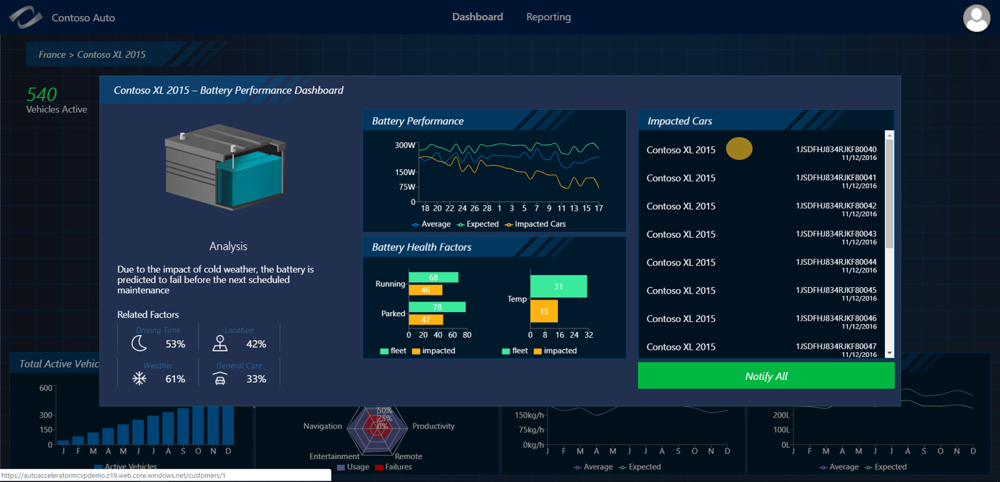 Contoso Auto
Dashboard
Reporting
France > Contoso XL 2015
540
Vehicles Active
Contoso XL 2015 – Battery Performance Dashboard
Analysis
Due to the impact of cold weather, the battery is
predicted to fail before the next scheduled
maintenance
Related Factors
Driving Time
53%
Location
42%
Weather
61%
General Care
33%
Battery Performance
300W
150W
75W
0
18 20 22 24 26 28 1 3 5 7 9 11 13 15 17
Average Expected Impacted Cars
Battery Health Factors
Running
68
46
Parked
78
47
0 20 40 60 80
fleet impacted
Temp
31
15
0 8 16 24 32
fleet impacted
Impacted Cars
Contoso XL 2015 1JSDFHJ834RJKF80040
11/12/2016
Contoso XL 2015 1JSDFHJ834RJKF80041
11/12/2016
Contoso XL 2015 1JSDFHJ834RJKF80042
11/12/2016
Contoso XL 2015 1JSDFHJ834RJKF80043
11/12/2016
Contoso XL 2015 1JSDFHJ834RJKF80044
11/12/2016
Contoso XL 2015 1JSDFHJ834RJKF80045
11/12/2016
Contoso XL 2015 1JSDFHJ834RJKF80046
11/12/2016
Contoso XL 2015 1JSDFHJ834RJKF80047
11/12/2016
Notify All
Total Active Vehic
600
300
150
0
J F M A M J J A S O N D
Active Vehicles
50%
25%
0%
Navigation
Productivity
Entertainment
Remote
Usage Failures
150kg/h
75kg/h
0kg/h
J F M A M J J A S O N D
Average Expected
200L
100L
0L
J F M A M J J A S O N D
Average Expected
https://autoacceleratormcvpdemo.z19.web.core.windows.net/customers/1